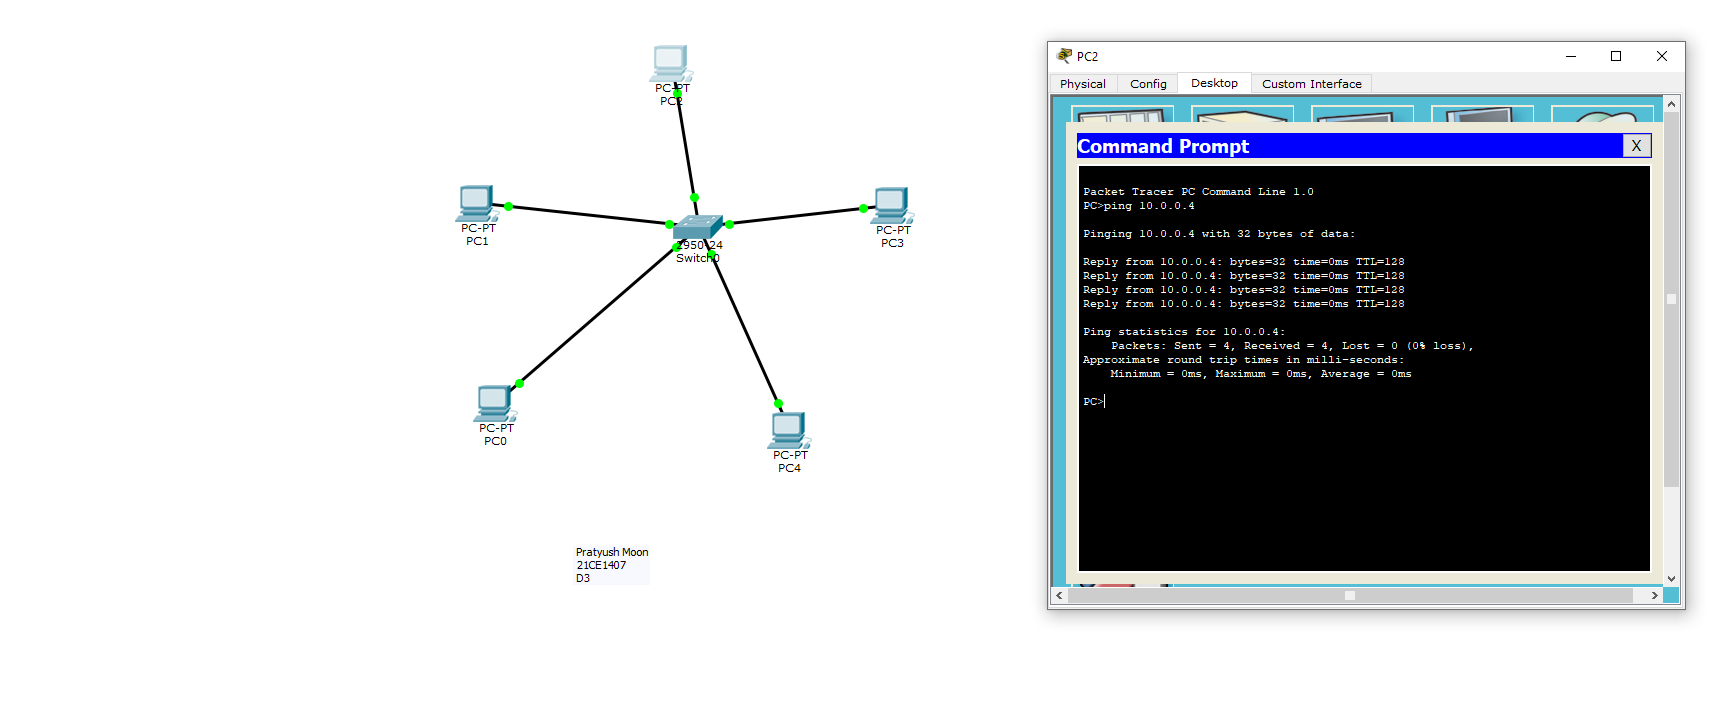 PC-PT
PC2
PC-PT
PC1
2950-24
Switch0
PC-PT
PC3
PC-PT
PC0
PC-PT
PC4
Pratyush Moon
21CE1407
D3
PC2
Physical Config Desktop Custom Interface
Command Prompt X
Packet Tracer PC Command Line 1.0
PC>ping 10.0.0.4
Pinging 10.0.0.4 with 32 bytes of data:
Reply from 10.0.0.4: bytes=32 time=0ms TTL=128
Reply from 10.0.0.4: bytes=32 time=0ms TTL=128
Reply from 10.0.0.4: bytes=32 time=0ms TTL=128
Reply from 10.0.0.4: bytes=32 time=0ms TTL=128
Ping statistics for 10.0.0.4:
Packets: Sent = 4, Received = 4, Lost = 0 (0% loss),
Approximate round trip times in milli-seconds:
Minimum = 0ms, Maximum = 0ms, Average = 0ms
PC>